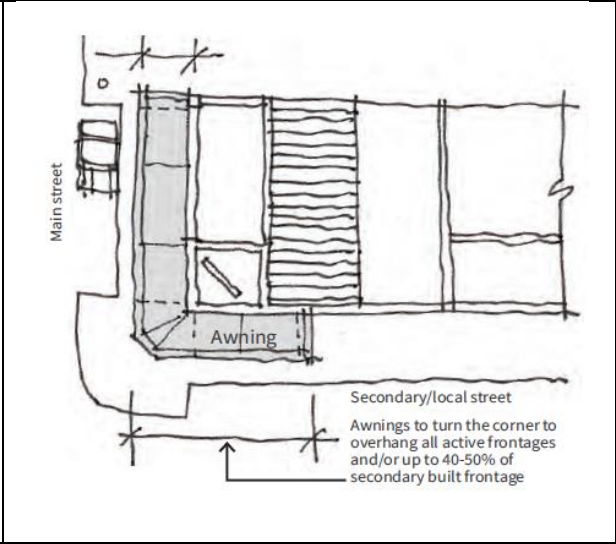 Main street
Awning
Secondary/local street
Awnings to turn the corner to
overhang all active frontages
and/or up to 40-50% of
secondary built frontage